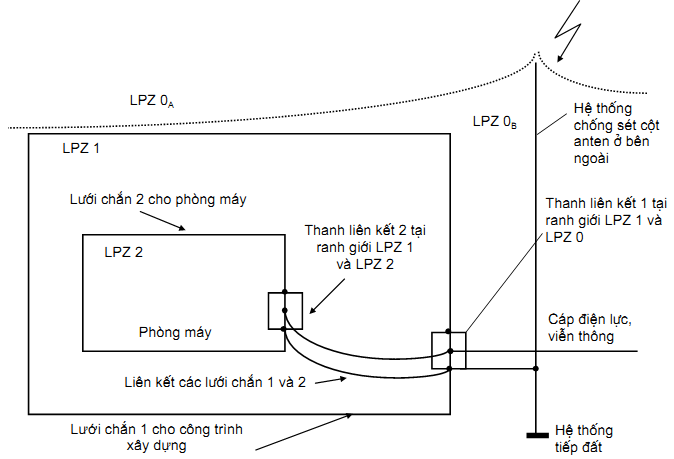 LPZ 0A
LPZ 0B
Hệ thống
chống sét cột
anten ở bên
ngoài
LPZ 1
Lưới chắn 2 cho phòng máy
Thanh liên kết 1 tại
ranh giới LPZ 1 và
LPZ 0
Thanh liên kết 2 tại
ranh giới LPZ 1
và LPZ 2
LPZ 2
Phòng máy
Cáp điện lực,
viễn thông
Liên kết các lưới chắn 1 và 2
Lưới chắn 1 cho công trình
xây dựng
Hệ thống
tiếp đất